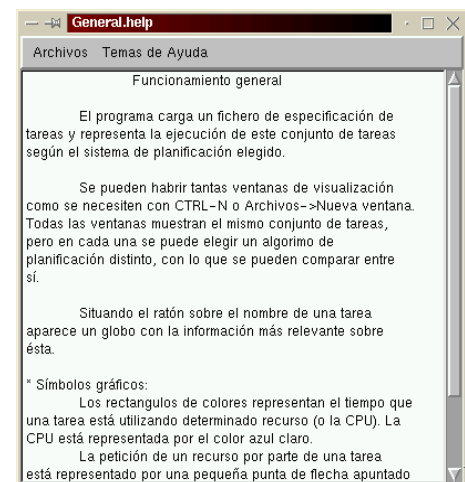 General.help
Archivos Temas de Ayuda
Funcionamiento general
El programa carga un fichero de especificación de
tareas y representa la ejecución de este conjunto de tareas
según el sistema de planificación elegido.
Se pueden habrir tantas ventanas de visualización
como se necesiten con CTRL-N o Archivos->Nueva ventana.
Todas las ventanas muestran el mismo conjunto de tareas,
pero en cada una se puede elegir un algorimo de
planificación distinto, con lo que se pueden comparar entre
sí.
Situando el ratón sobre el nombre de una tarea
aparece un globo con la información más relevante sobre
ésta.
* Símbolos gráficos:
Los rectangulos de colores representan el tiempo que
una tarea está utilizando determinado recurso (o la CPU). La
CPU está representada por el color azul claro.
La petición de un recurso por parte de una tarea
está representado por una pequeña punta de flecha apuntado